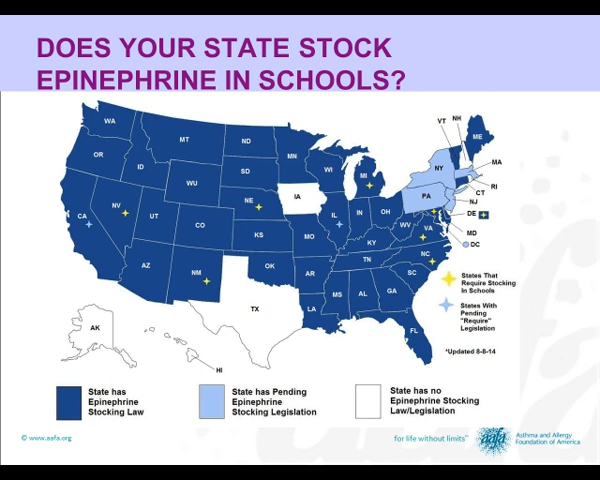 DOES YOUR STATE STOCK
EPINEPHRINE IN SCHOOLS?
WA
MT
ND
MN
VT
NH
ME
OR
ID
SD
WI
MI
NY
MA
WU
RI
NV
NE
IA
PA
CT
CA
UT
CO
IL
IN
OH
NJ
KS
MO
WV
VA
DE
MD
KY
DC
AZ
NM
OK
AR
TN
NC
SC
TX
MS
AL
GA
LA
FL
AK
HI
States That
Require Stocking
In Schools
States With
Pending
"Require"
Legislation
*Updated 8-8-14
State has
Epinephrine
Stocking Law
State has Pending
Epinephrine
Stocking Legislation
State has no
Epinephrine Stocking
Law/Legislation
© www.aafa.org
for life without limits™
aafa
Asthma and Allergy
Foundation of America